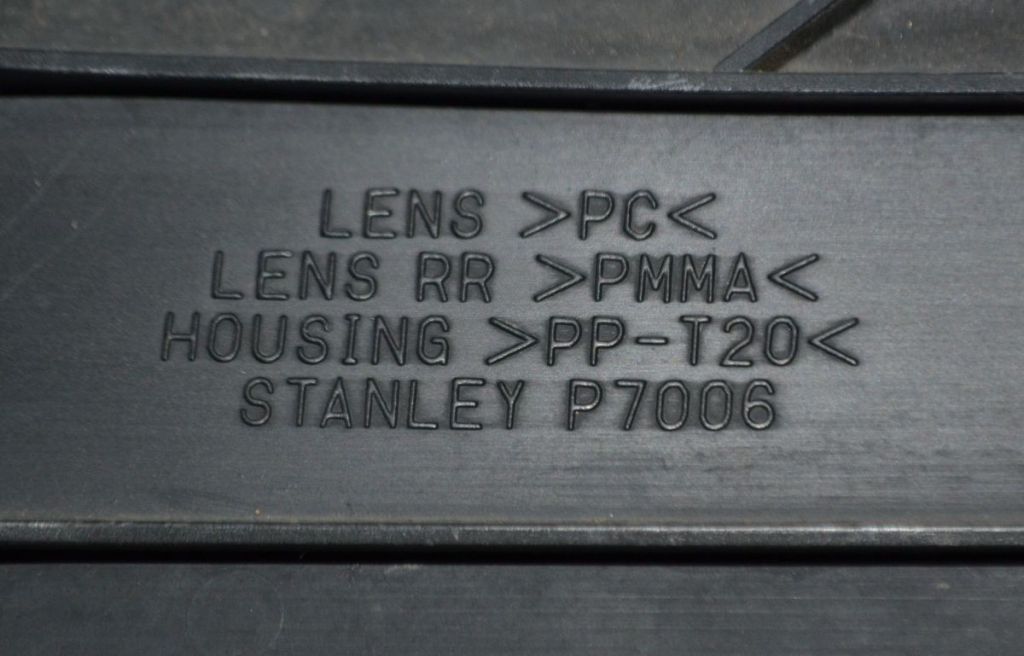 LENS >PC<
LENS RR >PMMA<
HOUSING >PP-T20<
STANLEY P7006